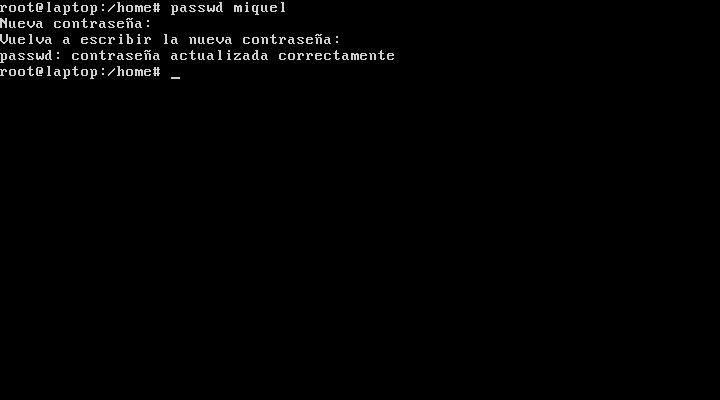 root@laptop:/home# passwd miquel
Nueva contraseña:
Vuelva a escribir la nueva contraseña:
passwd: contraseña actualizada correctamente
root@laptop:/home# _